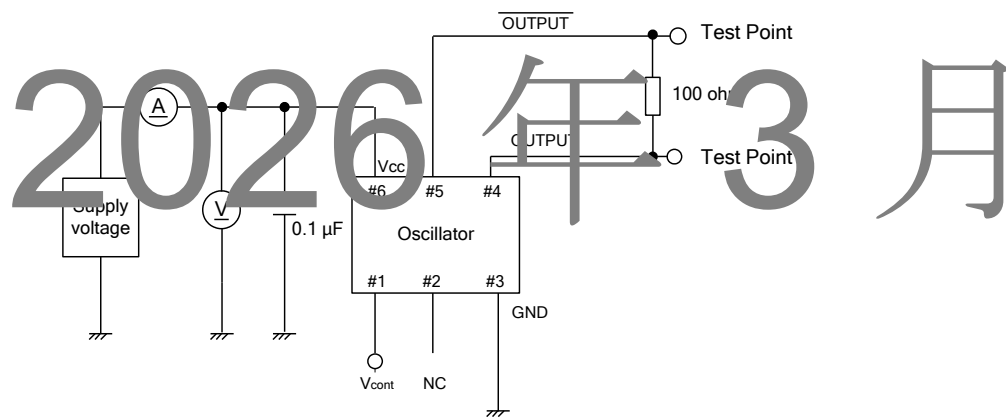 OUTPUT
Test Point
2026 年 3 月
A
100 ohm
OUTPUT
Test Point
Vcc
#6
#5
#4
Supply
voltage
V
0.1 µF
Oscillator
#1
#2
#3
GND
Vcont
NC